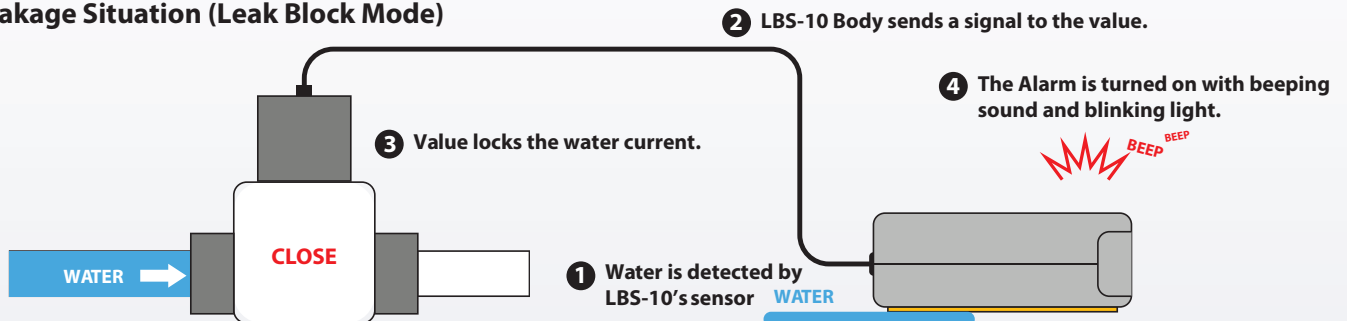 akage Situation (Leak Block Mode)
2 LBS-10 Body sends a signal to the value.
4 The Alarm is turned on with beeping
sound and blinking light.
BEEP BEEP
3 Value locks the water current.
CLOSE
WATER
1 Water is detected by
LBS-10's sensor
WATER